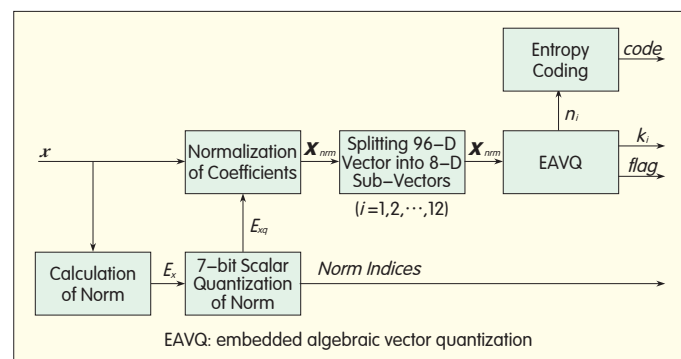 Entropy
Coding
code
n_i
x
Normalization
of Coefficients
X_nrm
Splitting 96–D
Vector into 8–D
Sub–Vectors
X_nrm
EAVQ
k_i
flag
(i =1,2,⋯,12)
E_xq
Calculation
of Norm
E_x
7–bit Scalar
Quantization
of Norm
Norm Indices
EAVQ: embedded algebraic vector quantization